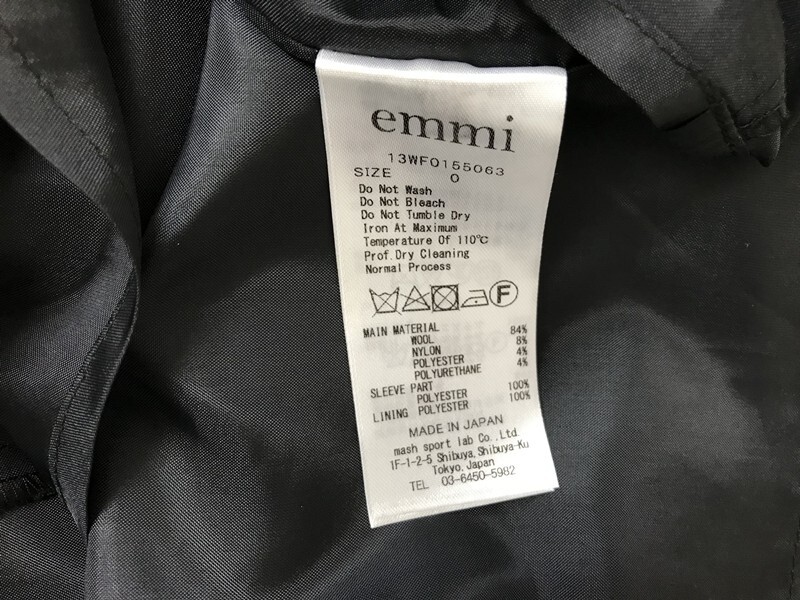 emmi
13WF0155063
SIZE 0
Do Not Wash
Do Not Bleach
Do Not Tumble Dry
Iron At Maximum
Temperature Of 110℃
Prof.Dry Cleaning
Normal Process
F
MAIN MATERIAL
WOOL 84%
NYLON 8%
POLYESTER 4%
POLYURETHANE 4%
SLEEVE PART
POLYESTER 100%
LINING POLYESTER 100%
MADE IN JAPAN
mash sport lab Co.,Ltd.
1F-1-2-5 Shibuya,Shibuya-Ku
Tokyo,Japan
TEL 03-6450-5982